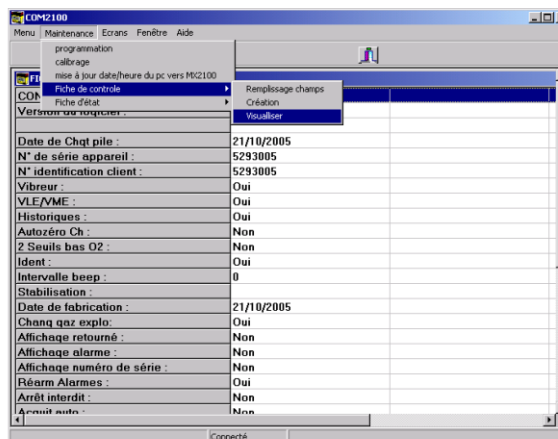 COM2100
Menu Maintenance Ecrans Fenêtre Aide
programmation
calibrage
mise à jour date/heure du pc vers MX2100
Fiche de controle
Fiche d'état
Remplissage champs
Création
Visualiser
Date de Chgt pile : 21/10/2005
N° de série appareil : 5293005
N° identification client : 5293005
Vibreur : Oui
VLE/VME : Oui
Historiques : Oui
Autozéro Ch : Non
2 Seuils bas O2 : Non
Ident : Oui
Intervalle beep : 0
Stabilisation :
Date de fabrication : 21/10/2005
Chang gaz explo: Oui
Affichage retourné : Non
Affichage alarme : Non
Affichage numéro de série : Non
Réarm Alarmes : Oui
Arrêt interdit : Non
Acquit auto : Non
Connecté